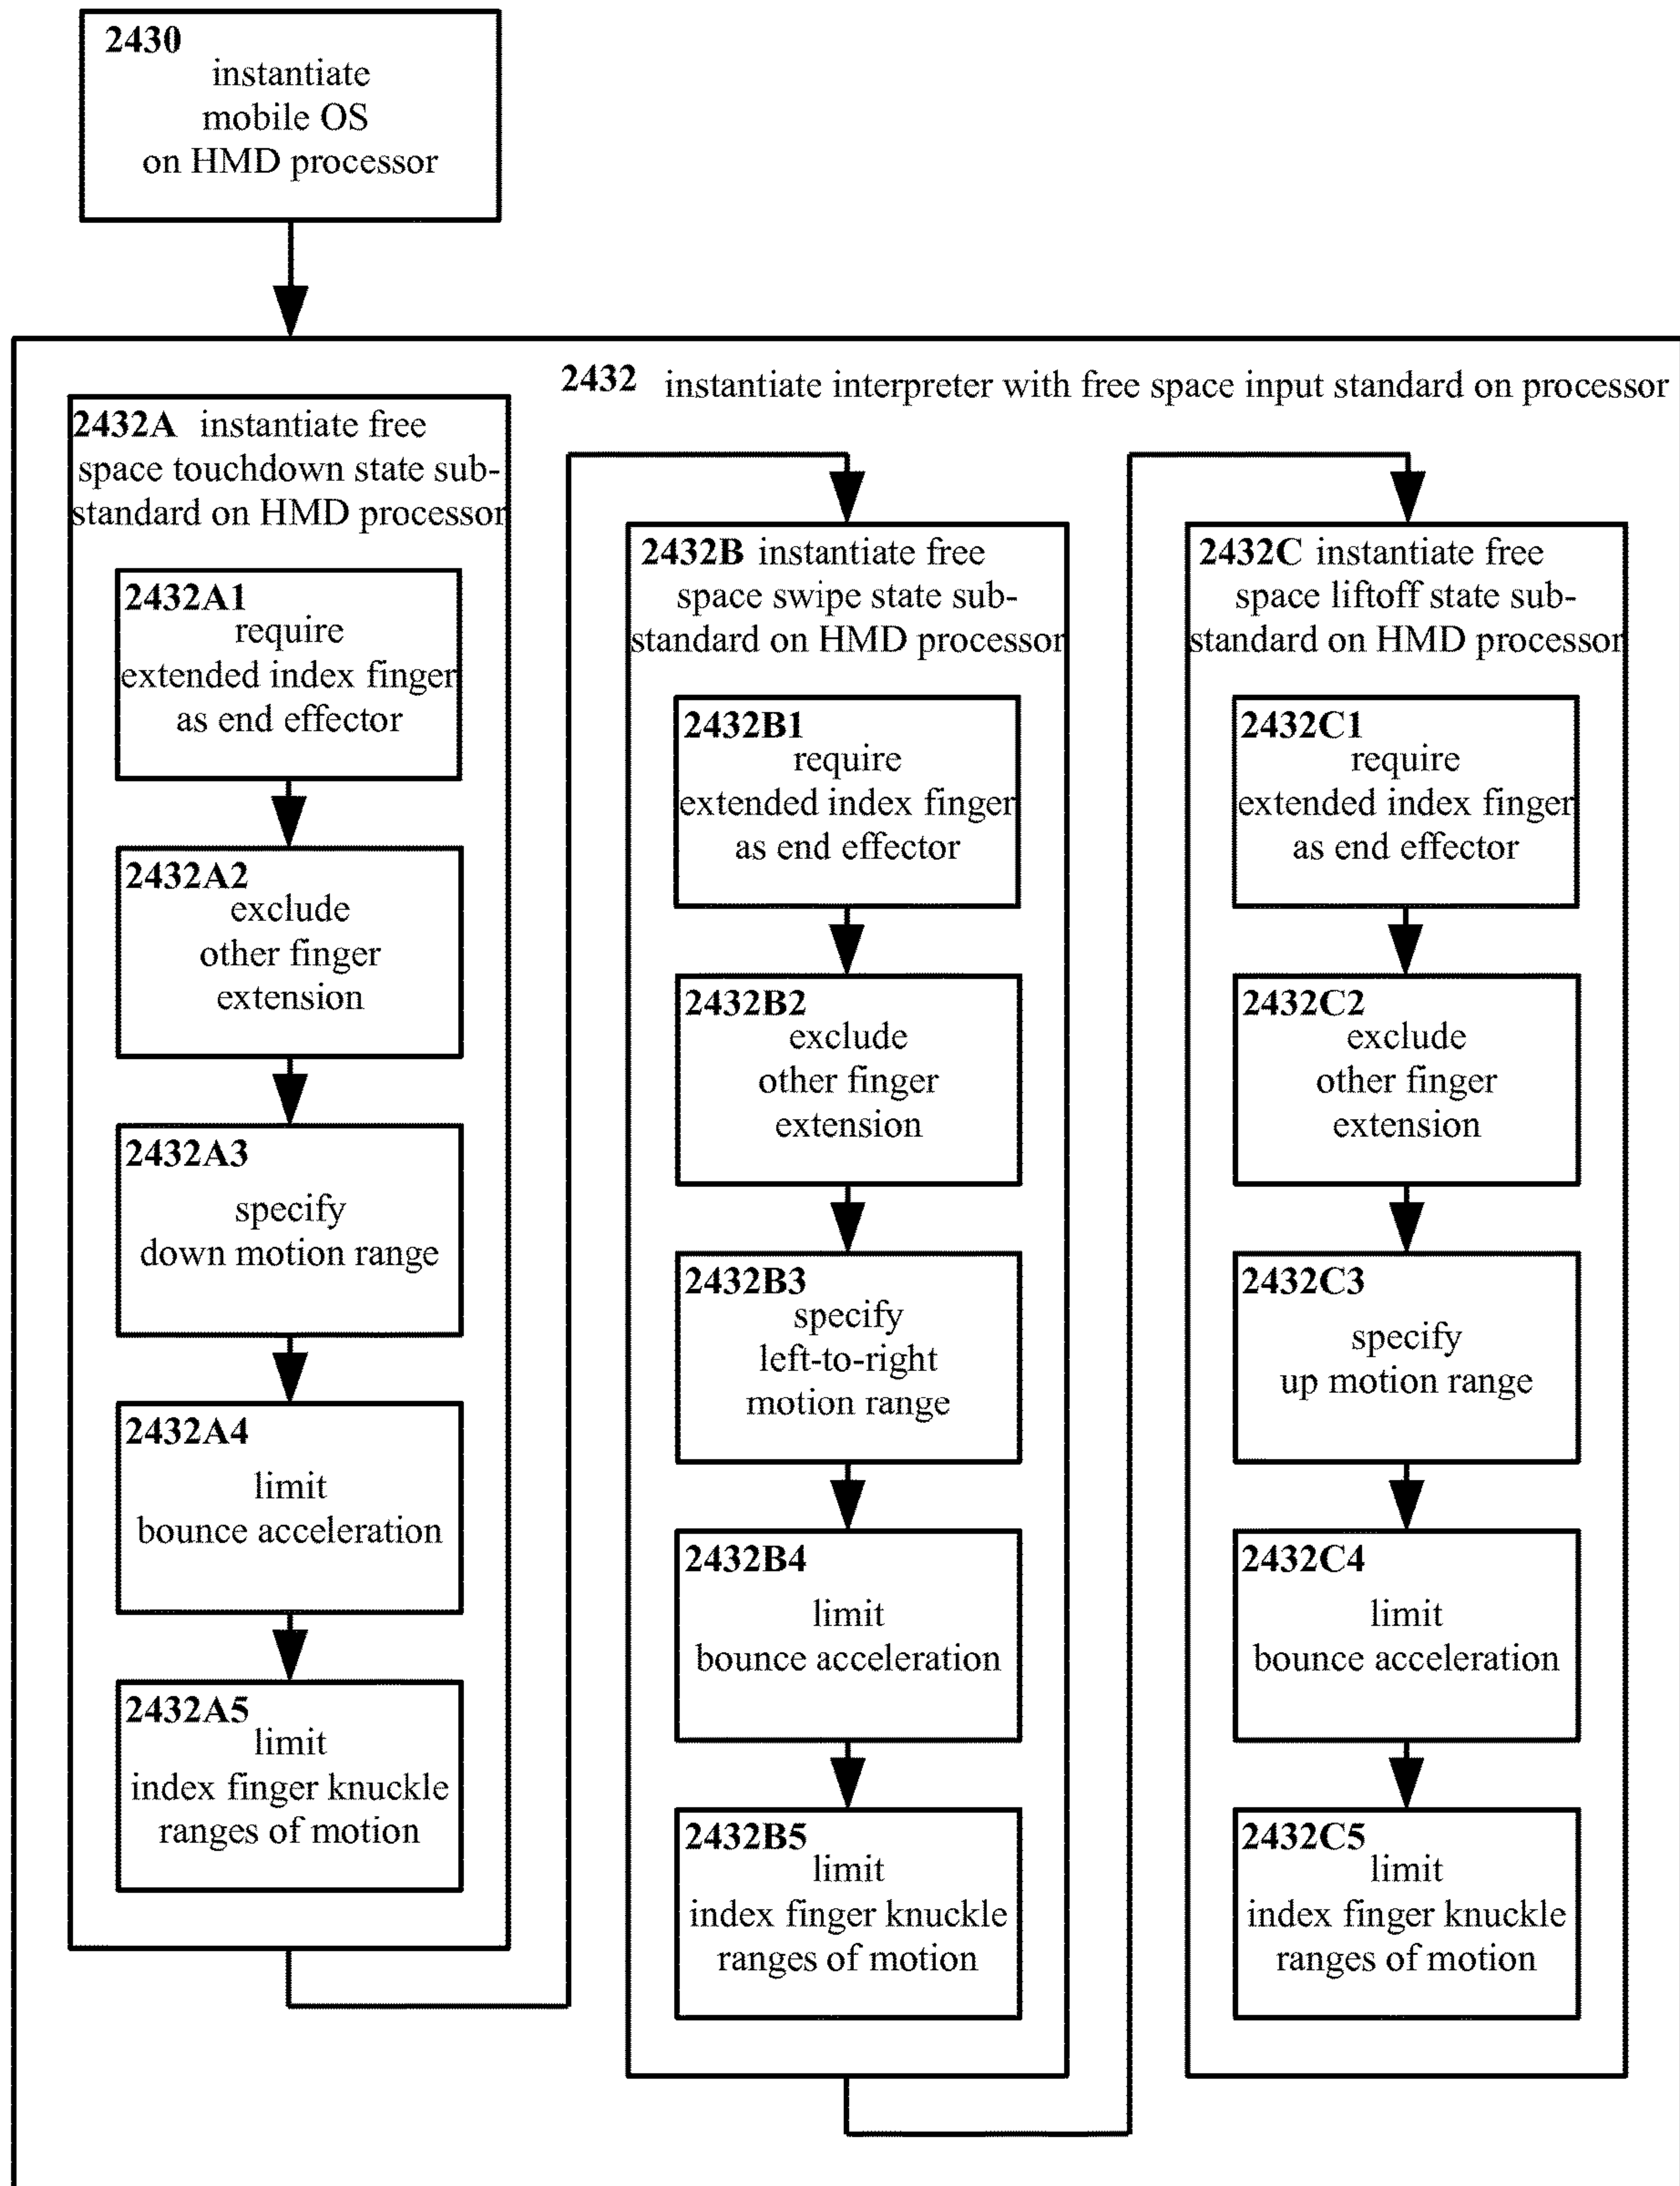 2430
instantiate
mobile OS
on HMD processor
2432 instantiate interpreter with free space input standard on processor
2432A instantiate free
space touchdown state sub-
standard on HMD processor
2432A1
require
extended index finger
as end effector
2432A2
exclude
other finger
extension
2432A3
specify
down motion range
2432A4
limit
bounce acceleration
2432A5
limit
index finger knuckle
ranges of motion
2432B instantiate free
space swipe state sub-
standard on HMD processor
2432B1
require
extended index finger
as end effector
2432B2
exclude
other finger
extension
2432B3
specify
left-to-right
motion range
2432B4
limit
bounce acceleration
2432B5
limit
index finger knuckle
ranges of motion
2432C instantiate free
space liftoff state sub-
standard on HMD processor
2432C1
require
extended index finger
as end effector
2432C2
exclude
other finger
extension
2432C3
specify
up motion range
2432C4
limit
bounce acceleration
2432C5
limit
index finger knuckle
ranges of motion